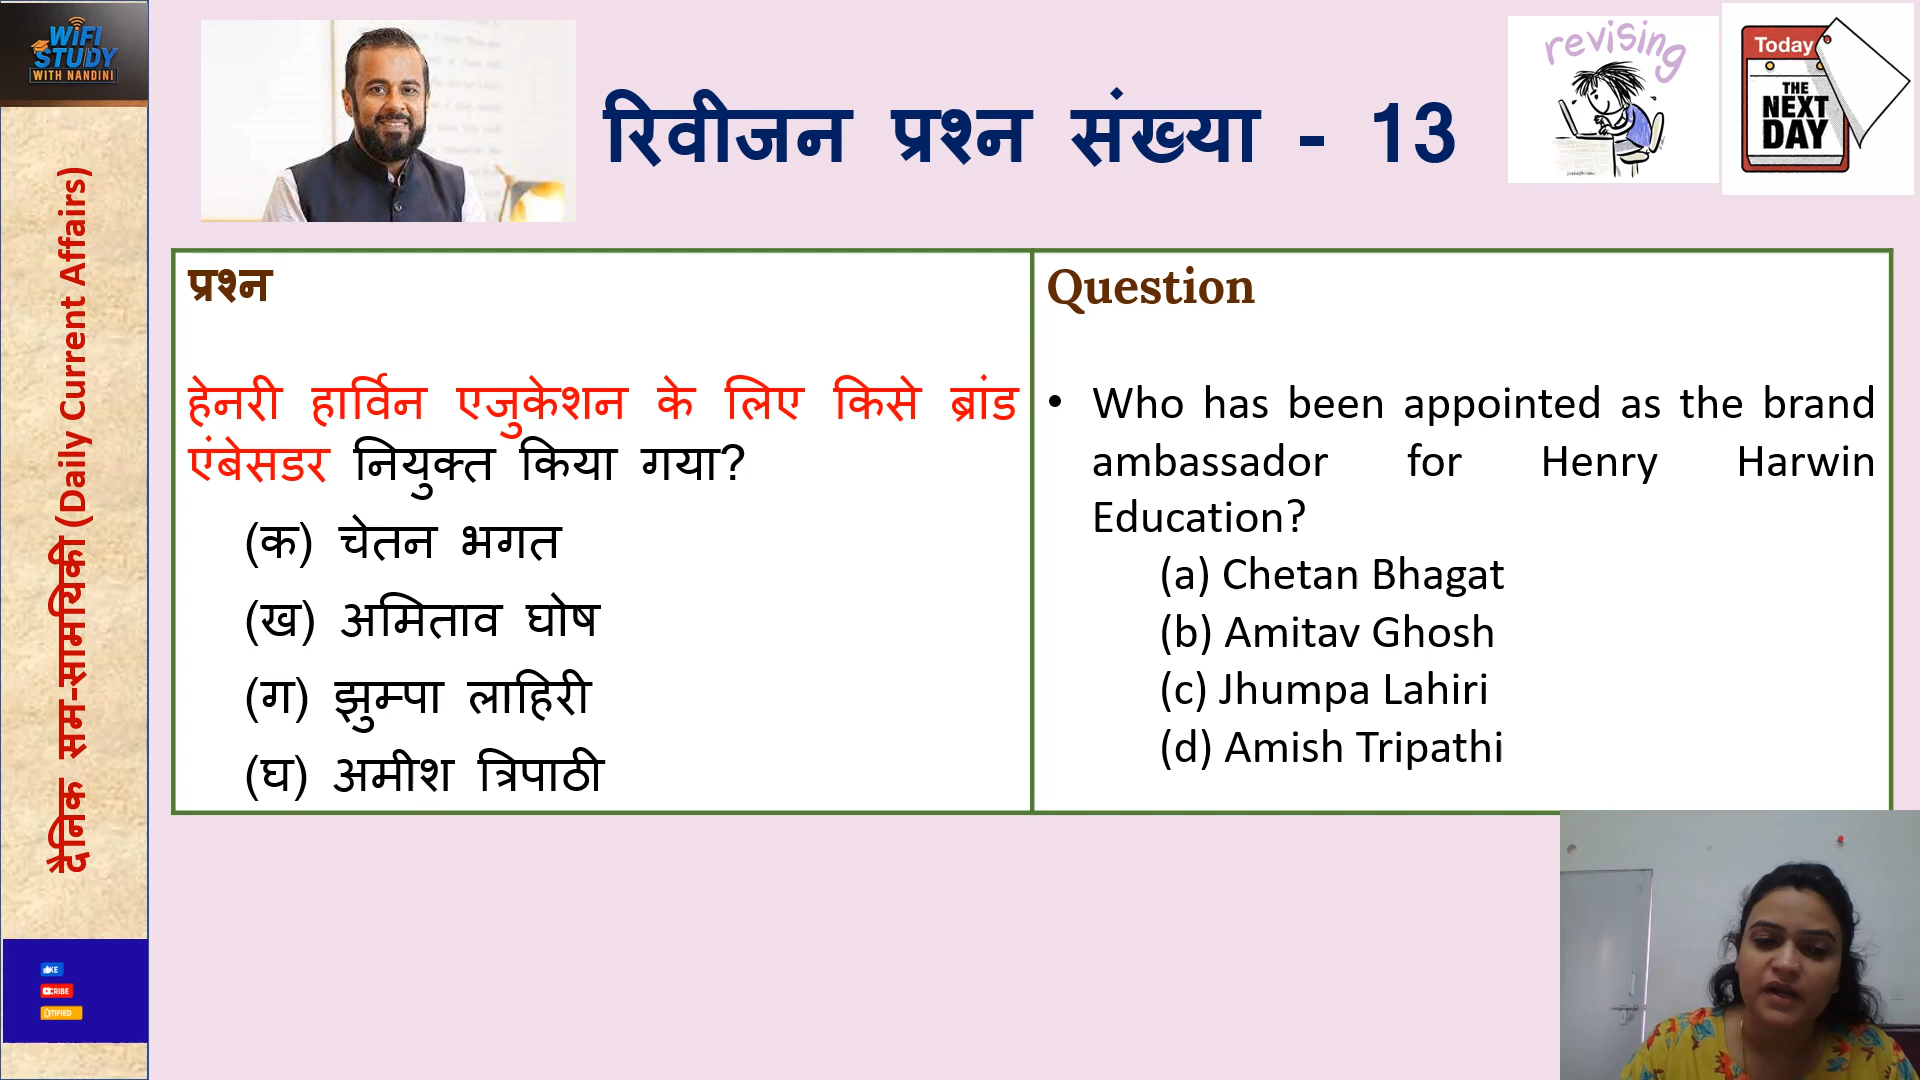 WiFi
STUDY
WITH NANDINI
दैनिक सम-सामयिकी (Daily Current Affairs)
रिवीजन प्रश्न संख्या - 13
revising
Today
THE
NEXT
DAY
प्रश्न
हेनरी हार्विन एजुकेशन के लिए किसे ब्रांड
एंबेसडर नियुक्त किया गया?
(क) चेतन भगत
(ख) अमिताव घोष
(ग) झुम्पा लाहिरी
(घ) अमीश त्रिपाठी
Question
• Who has been appointed as the brand
ambassador for Henry Harwin
Education?
(a) Chetan Bhagat
(b) Amitav Ghosh
(c) Jhumpa Lahiri
(d) Amish Tripathi